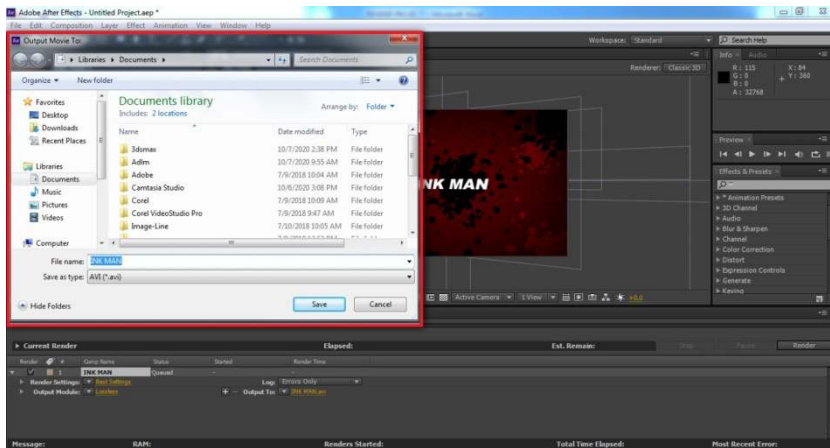 Adobe After Effects - Untitled Project.aep *
File Edit Composition Layer Effect Animation View Window Help
Output Movie To:
Libraries Documents
Search Documents
Organize New folder
Favorites
Desktop
Downloads
Recent Places
Libraries
Documents
Music
Pictures
Videos
Computer
Documents library
Includes: 2 locations
Arrange by: Folder
Name Date modified Type
3dsmax 10/7/2020 2:38 PM File folder
Adlm 10/7/2020 9:55 AM File folder
Adobe 7/9/2018 10:04 AM File folder
Camtasia Studio 10/6/2020 3:08 PM File folder
Corel 7/9/2018 10:09 AM File folder
Corel VideoStudio Pro 7/9/2018 9:47 AM File folder
Image-Line 7/10/2018 10:05 AM File folder
File name: INK MAN
Save as type: AVI (*.avi)
Hide Folders
Save Cancel
Workspace: Standard
Search Help
Renderer: Classic 3D
Info Audio
R: 115 X: 84
G: 0 Y: 360
B: 0
A: 32768
NK MAN
Preview
Effects & Presets
* Animation Presets
3D Channel
Audio
Blur & Sharpen
Channel
Color Correction
Distort
Expression Controls
Generate
Keying
Active Camera 1 View +0.0
Current Render Elapsed: Est. Remain: Stop Pause Render
Render # Comp Name Status Started Render Time
1 INK MAN Queued - -
Render Settings: Best Settings Log: Errors Only
Output Module: Lossless Output To: INK MAN.avi
Message: RAM: Renders Started: Total Time Elapsed: Most Recent Error: